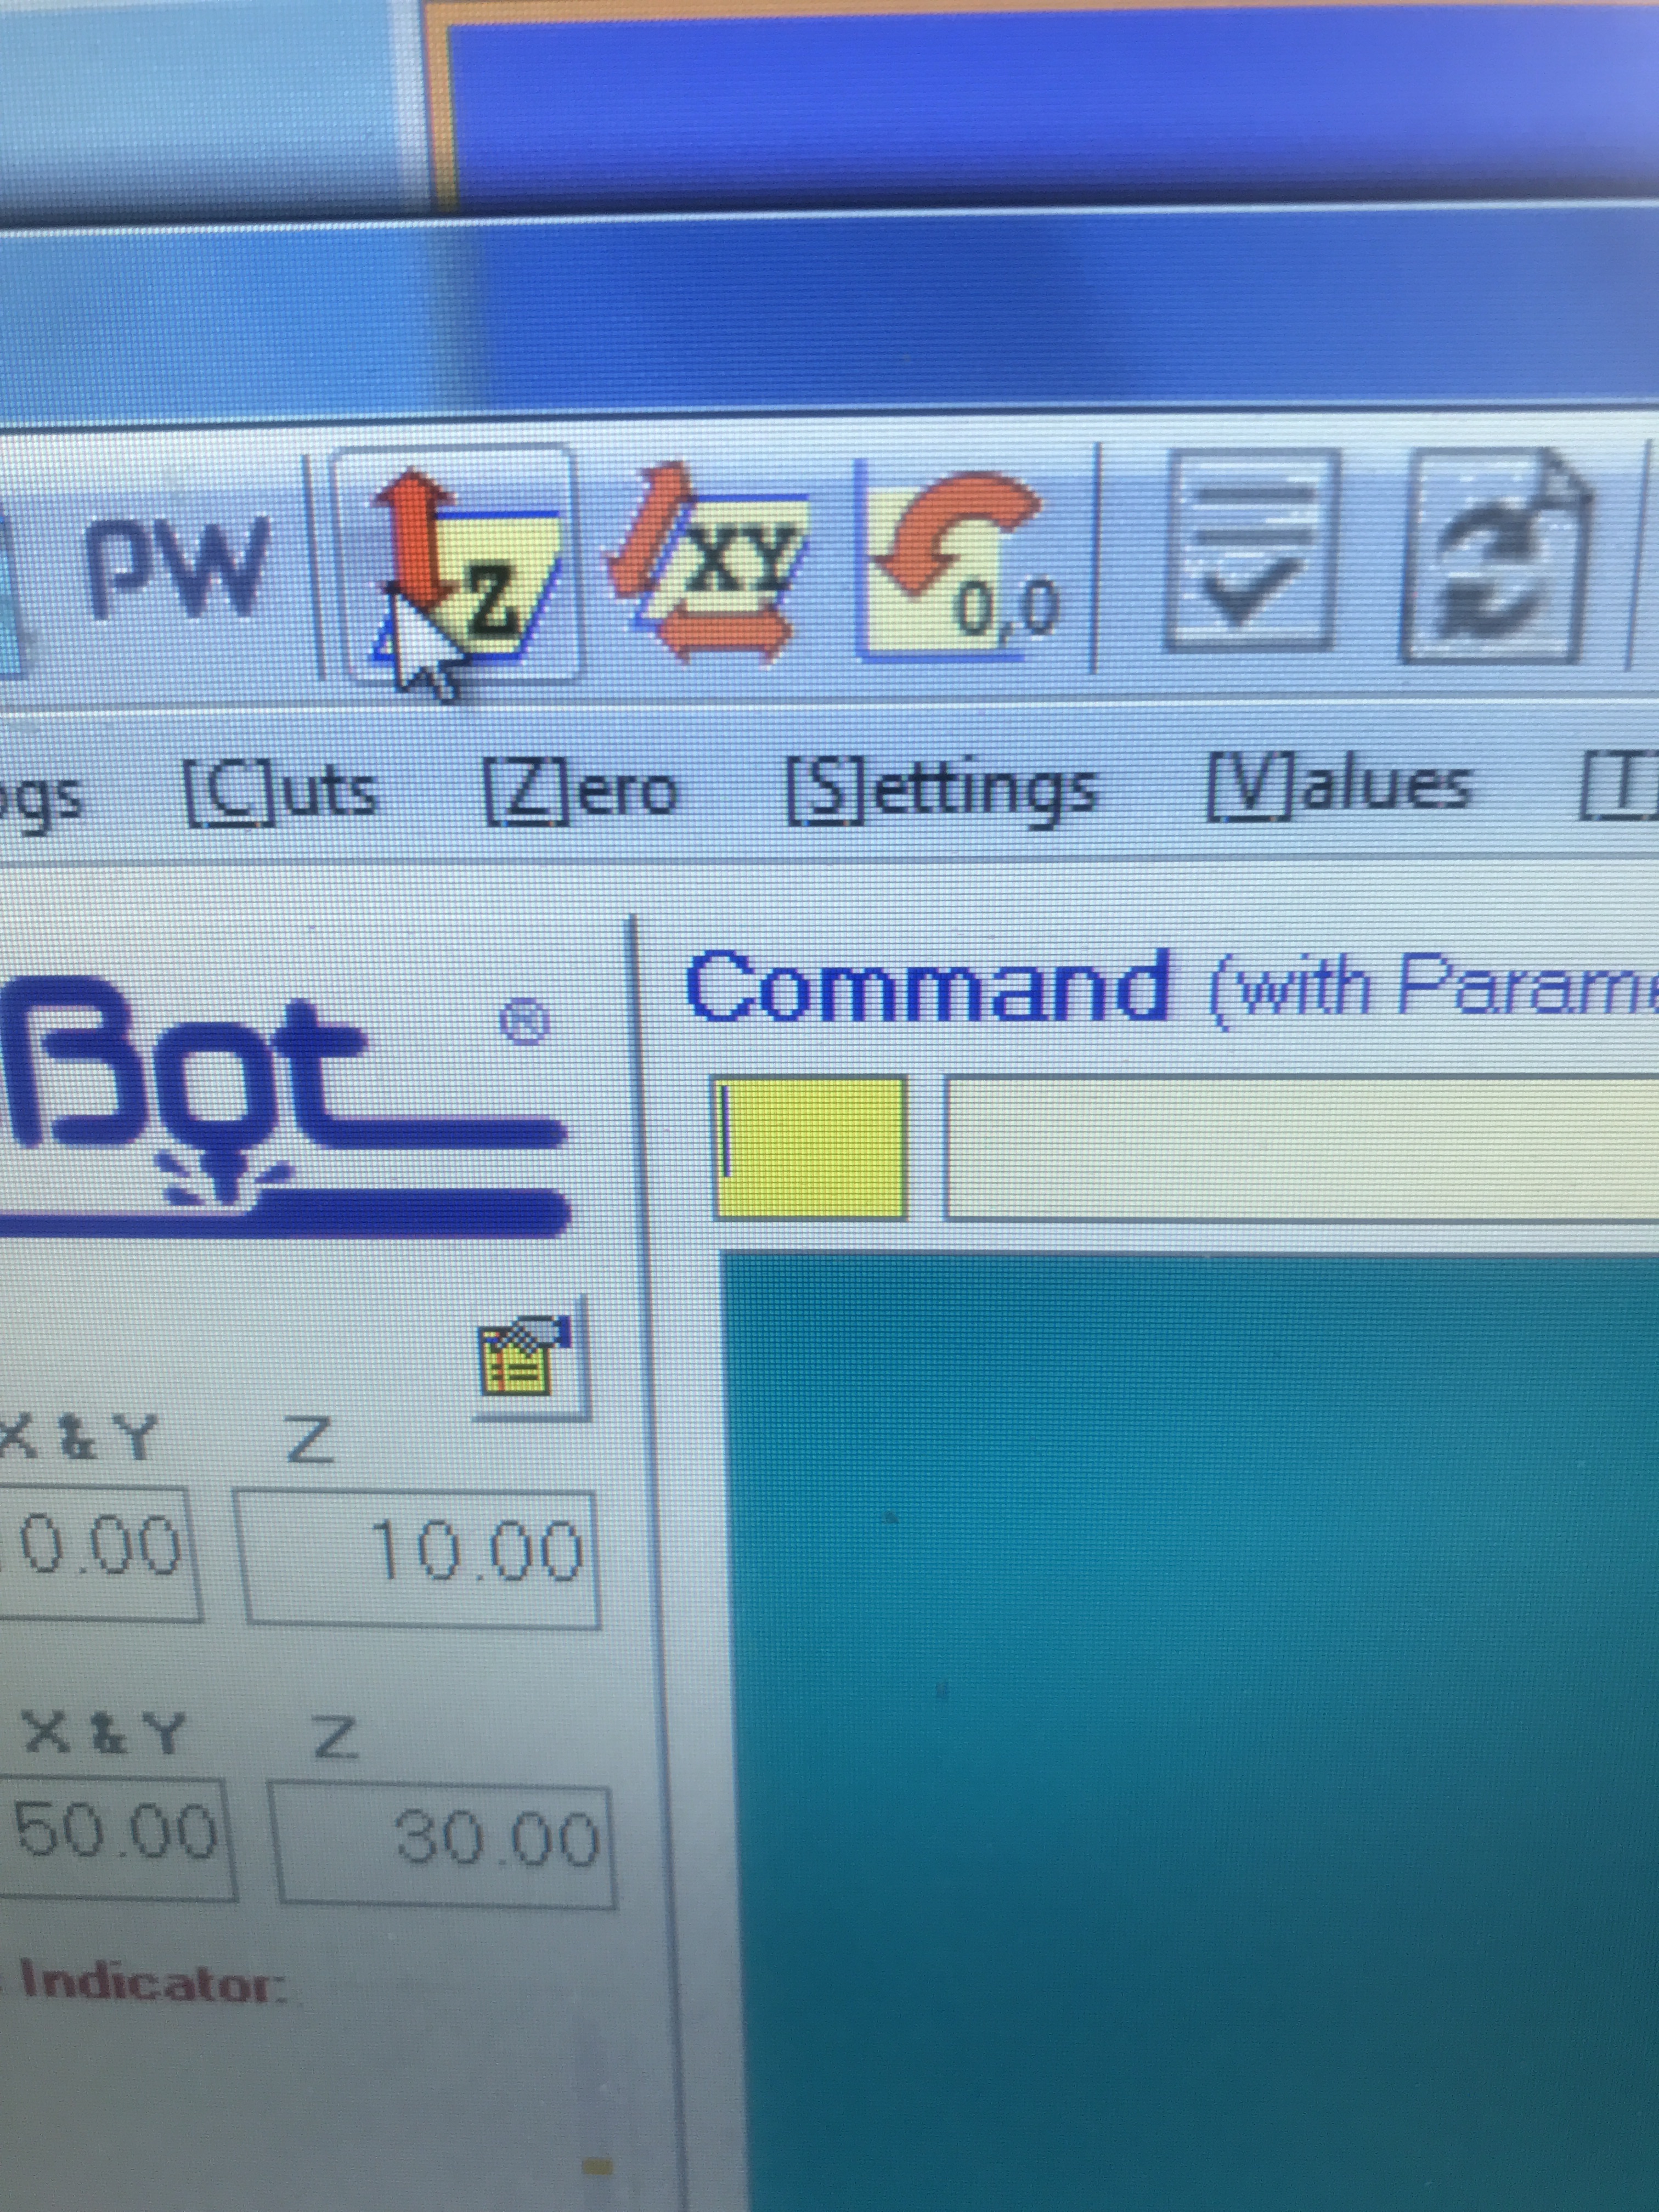 PW Z XY 0,0
ogs [C]uts [Z]ero [S]ettings [V]alues [T]
Command (with Parame
Bot ®
X & Y Z
0.00 10.00
X & Y Z
50.00 30.00
Indicator: